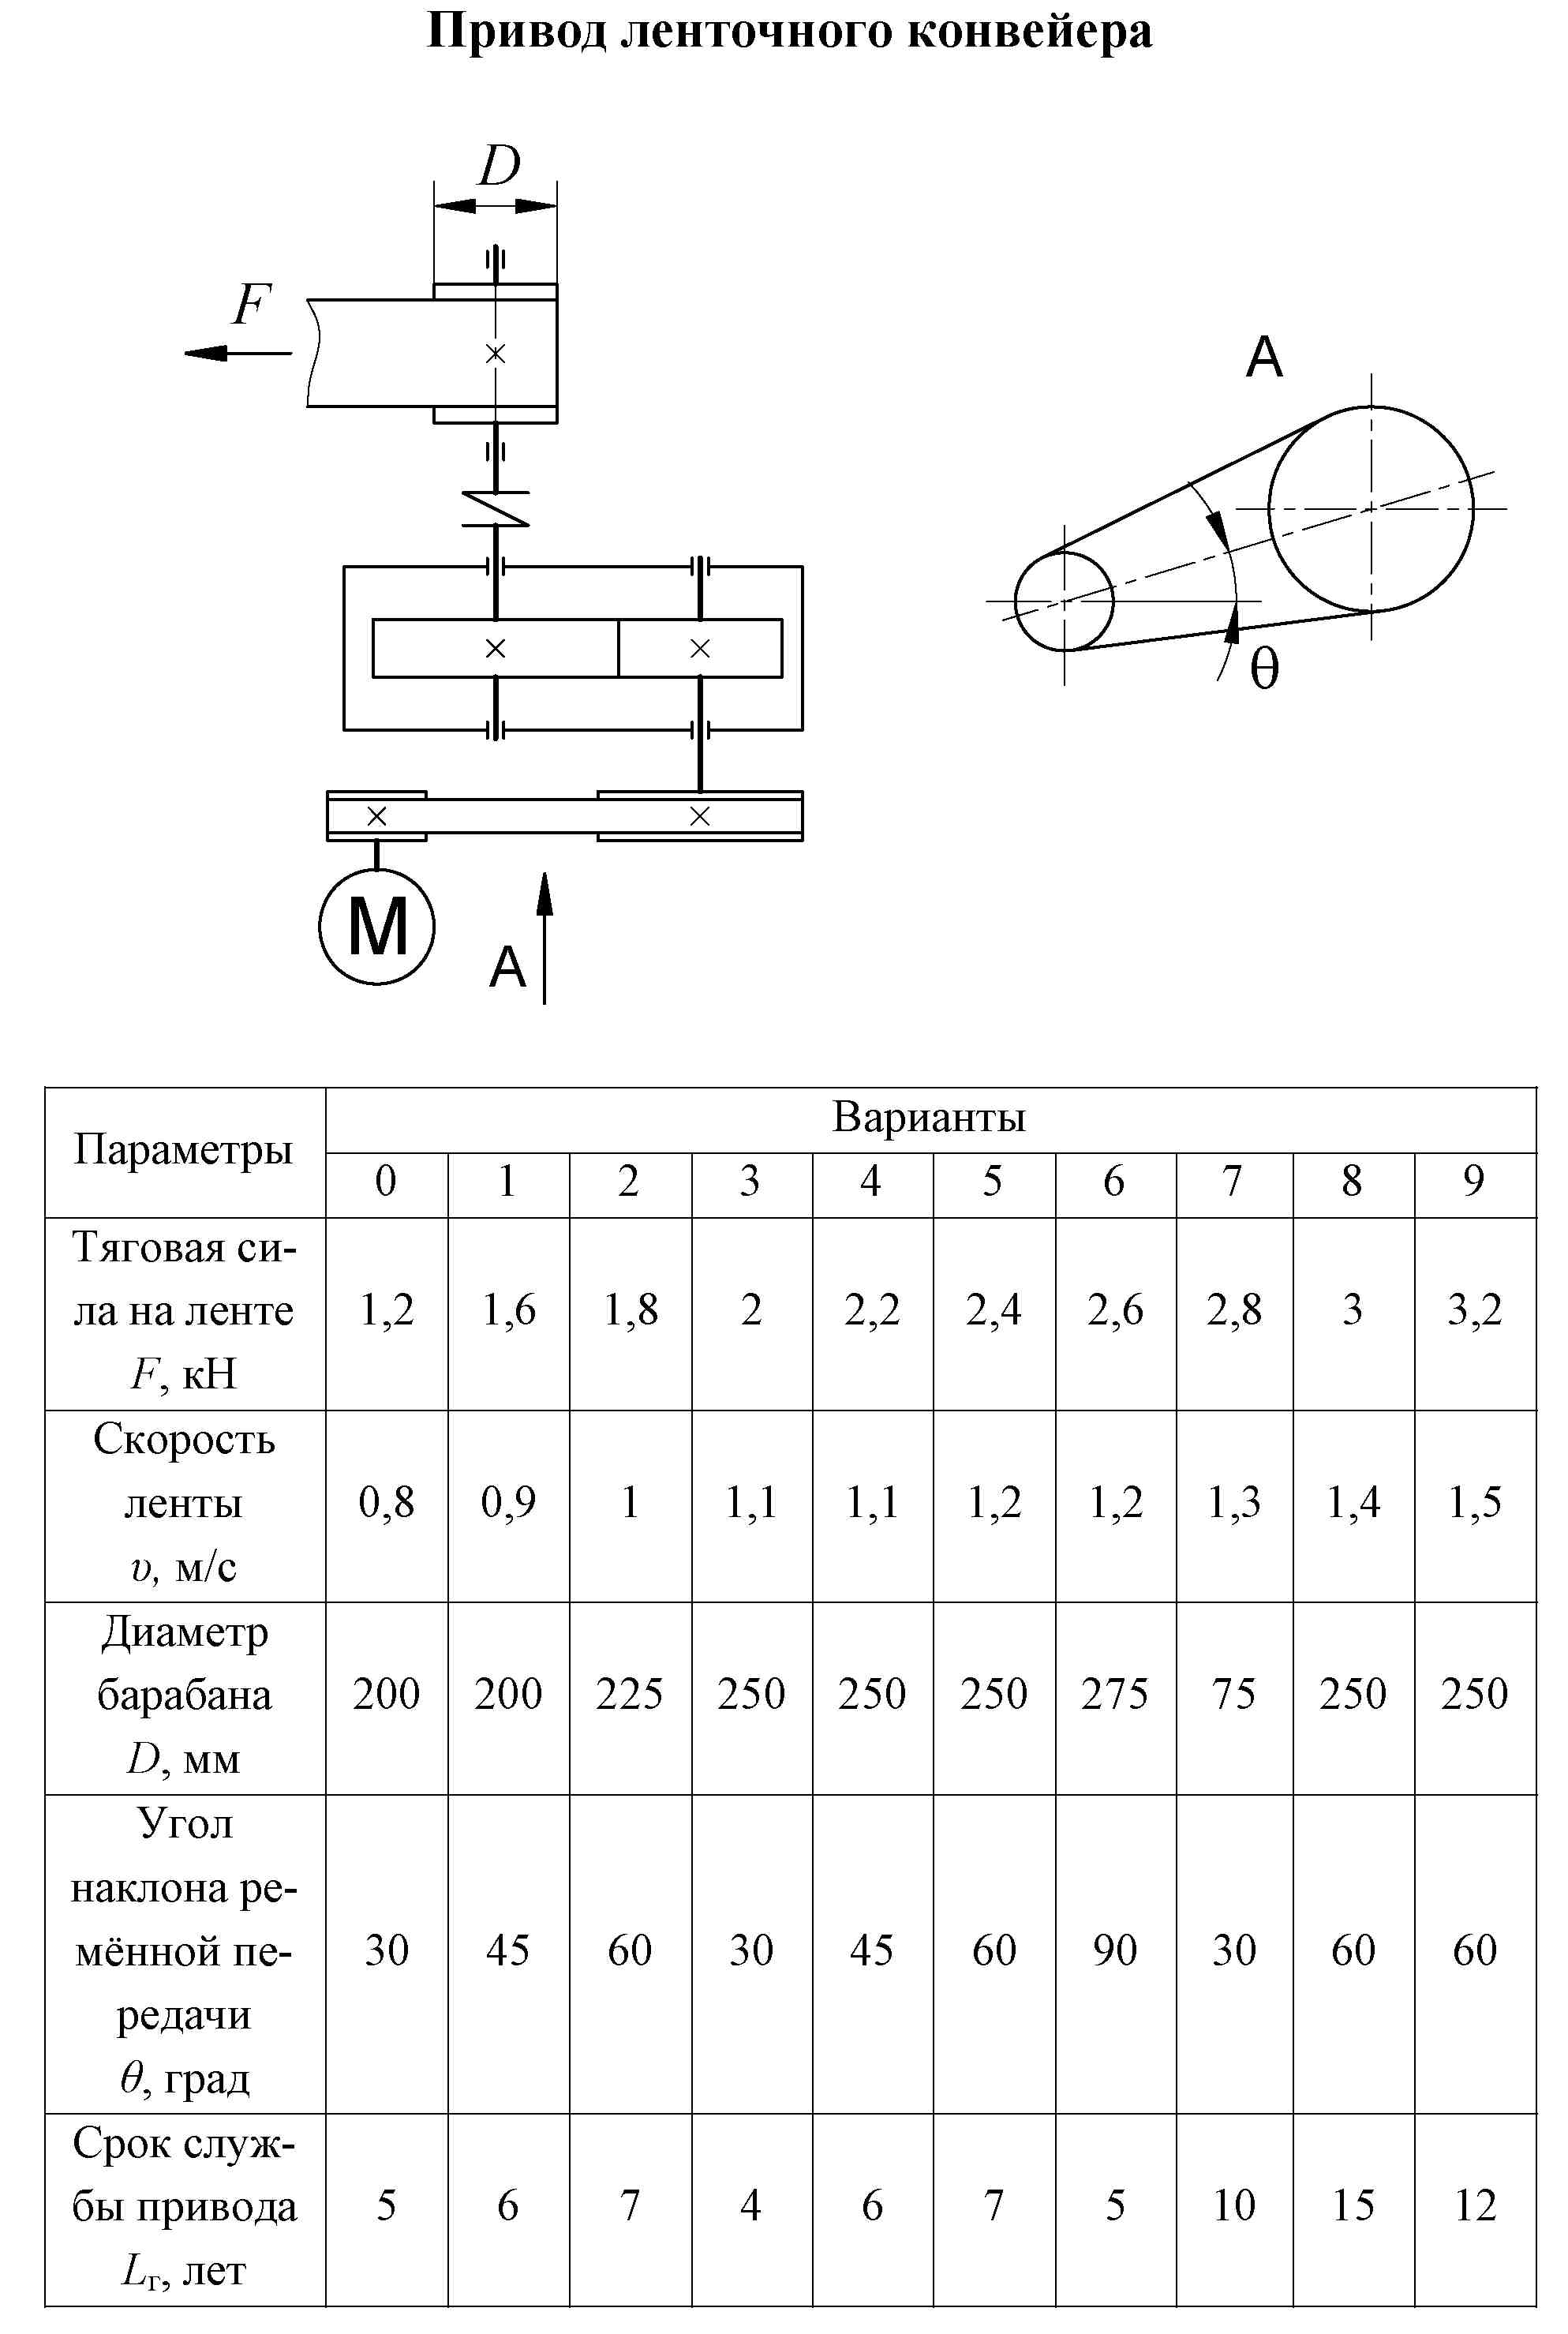 Привод ленточного конвейера
D
F
A
θ
M
A
Параметры
Варианты
0 1 2 3 4 5 6 7 8 9
Тяговая си-
ла на ленте
F, кН
1,2 1,6 1,8 2 2,2 2,4 2,6 2,8 3 3,2
Скорость
ленты
υ, м/с
0,8 0,9 1 1,1 1,1 1,2 1,2 1,3 1,4 1,5
Диаметр
барабана
D, мм
200 200 225 250 250 250 275 75 250 250
Угол
наклона ре-
мённой пе-
редачи
θ, град
30 45 60 30 45 60 90 30 60 60
Срок служ-
бы привода
Lг, лет
5 6 7 4 6 7 5 10 15 12